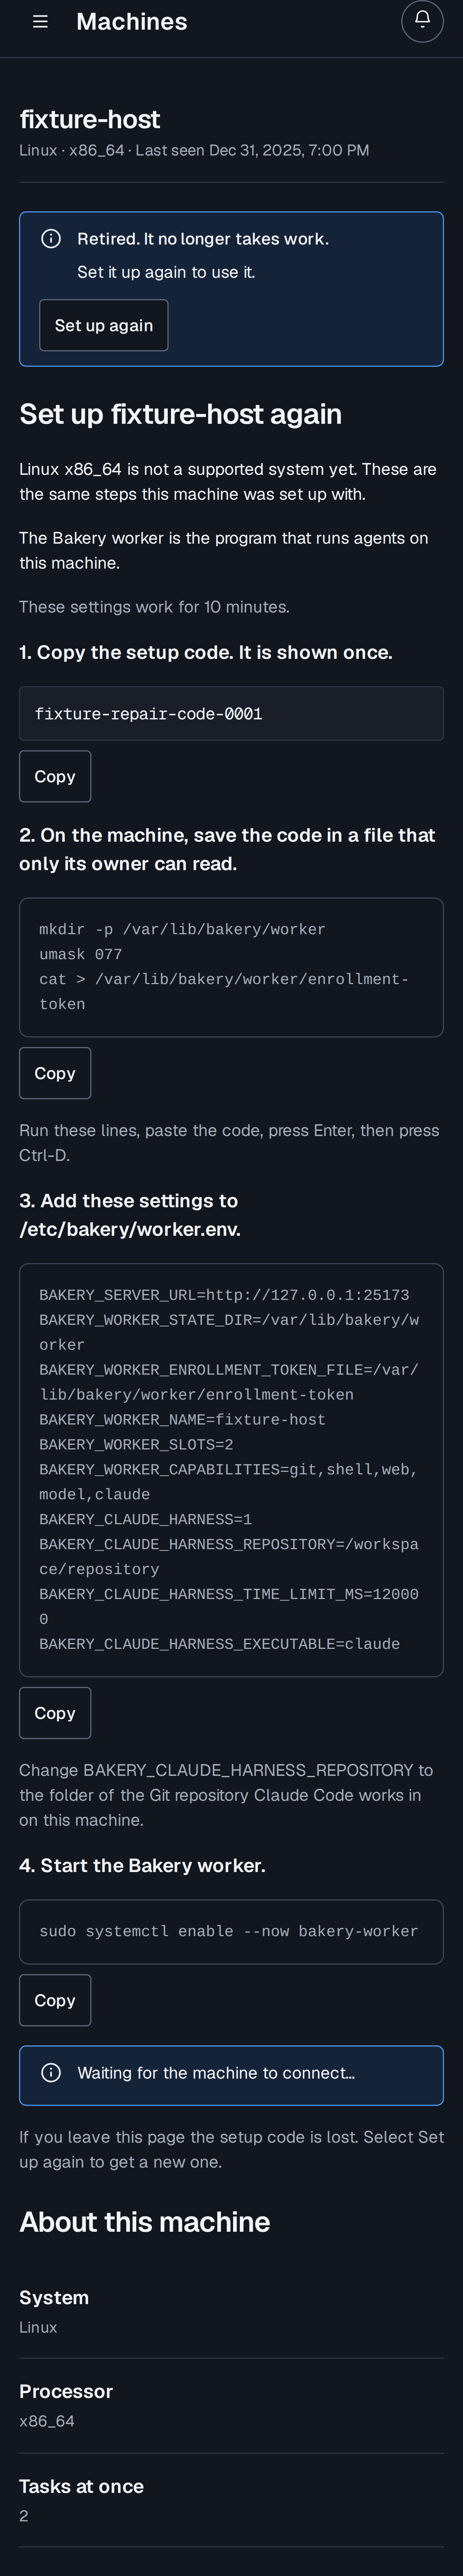 Machines
fixture-host
Linux · x86_64 · Last seen Dec 31, 2025, 7:00 PM
Retired. It no longer takes work.
Set it up again to use it.
Set up again
Set up fixture-host again
Linux x86_64 is not a supported system yet. These are
the same steps this machine was set up with.
The Bakery worker is the program that runs agents on
this machine.
These settings work for 10 minutes.
1. Copy the setup code. It is shown once.
fixture-repair-code-0001
Copy
2. On the machine, save the code in a file that
only its owner can read.
mkdir -p /var/lib/bakery/worker
umask 077
cat > /var/lib/bakery/worker/enrollment-
token
Copy
Run these lines, paste the code, press Enter, then press
Ctrl-D.
3. Add these settings to
/etc/bakery/worker.env.
BAKERY_SERVER_URL=http://127.0.0.1:25173
BAKERY_WORKER_STATE_DIR=/var/lib/bakery/w
orker
BAKERY_WORKER_ENROLLMENT_TOKEN_FILE=/var/
lib/bakery/worker/enrollment-token
BAKERY_WORKER_NAME=fixture-host
BAKERY_WORKER_SLOTS=2
BAKERY_WORKER_CAPABILITIES=git,shell,web,
model,claude
BAKERY_CLAUDE_HARNESS=1
BAKERY_CLAUDE_HARNESS_REPOSITORY=/workspa
ce/repository
BAKERY_CLAUDE_HARNESS_TIME_LIMIT_MS=12000
0
BAKERY_CLAUDE_HARNESS_EXECUTABLE=claude
Copy
Change BAKERY_CLAUDE_HARNESS_REPOSITORY to
the folder of the Git repository Claude Code works in
on this machine.
4. Start the Bakery worker.
sudo systemctl enable --now bakery-worker
Copy
Waiting for the machine to connect…
If you leave this page the setup code is lost. Select Set
up again to get a new one.
About this machine
System
Linux
Processor
x86_64
Tasks at once
2